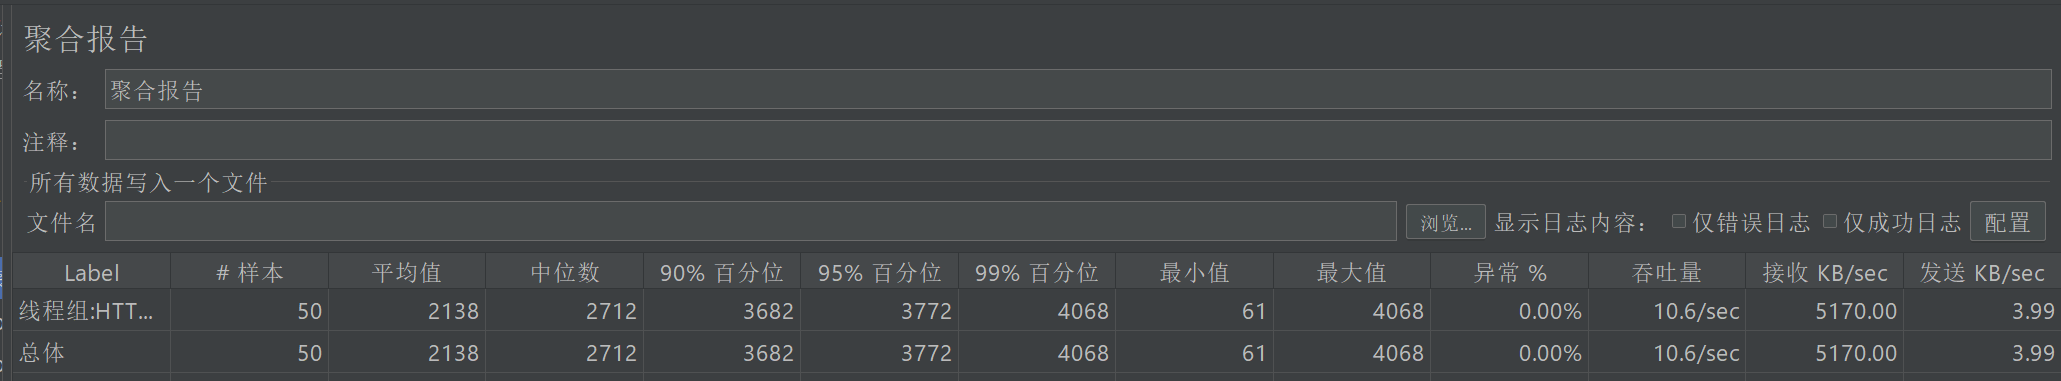 聚合报告
名称： 聚合报告
注释：
所有数据写入一个文件
文件名 浏览... 显示日志内容： 仅错误日志 仅成功日志 配置
Label # 样本 平均值 中位数 90% 百分位 95% 百分位 99% 百分位 最小值 最大值 异常 % 吞吐量 接收 KB/sec 发送 KB/sec
线程组:HTT... 50 2138 2712 3682 3772 4068 61 4068 0.00% 10.6/sec 5170.00 3.99
总体 50 2138 2712 3682 3772 4068 61 4068 0.00% 10.6/sec 5170.00 3.99